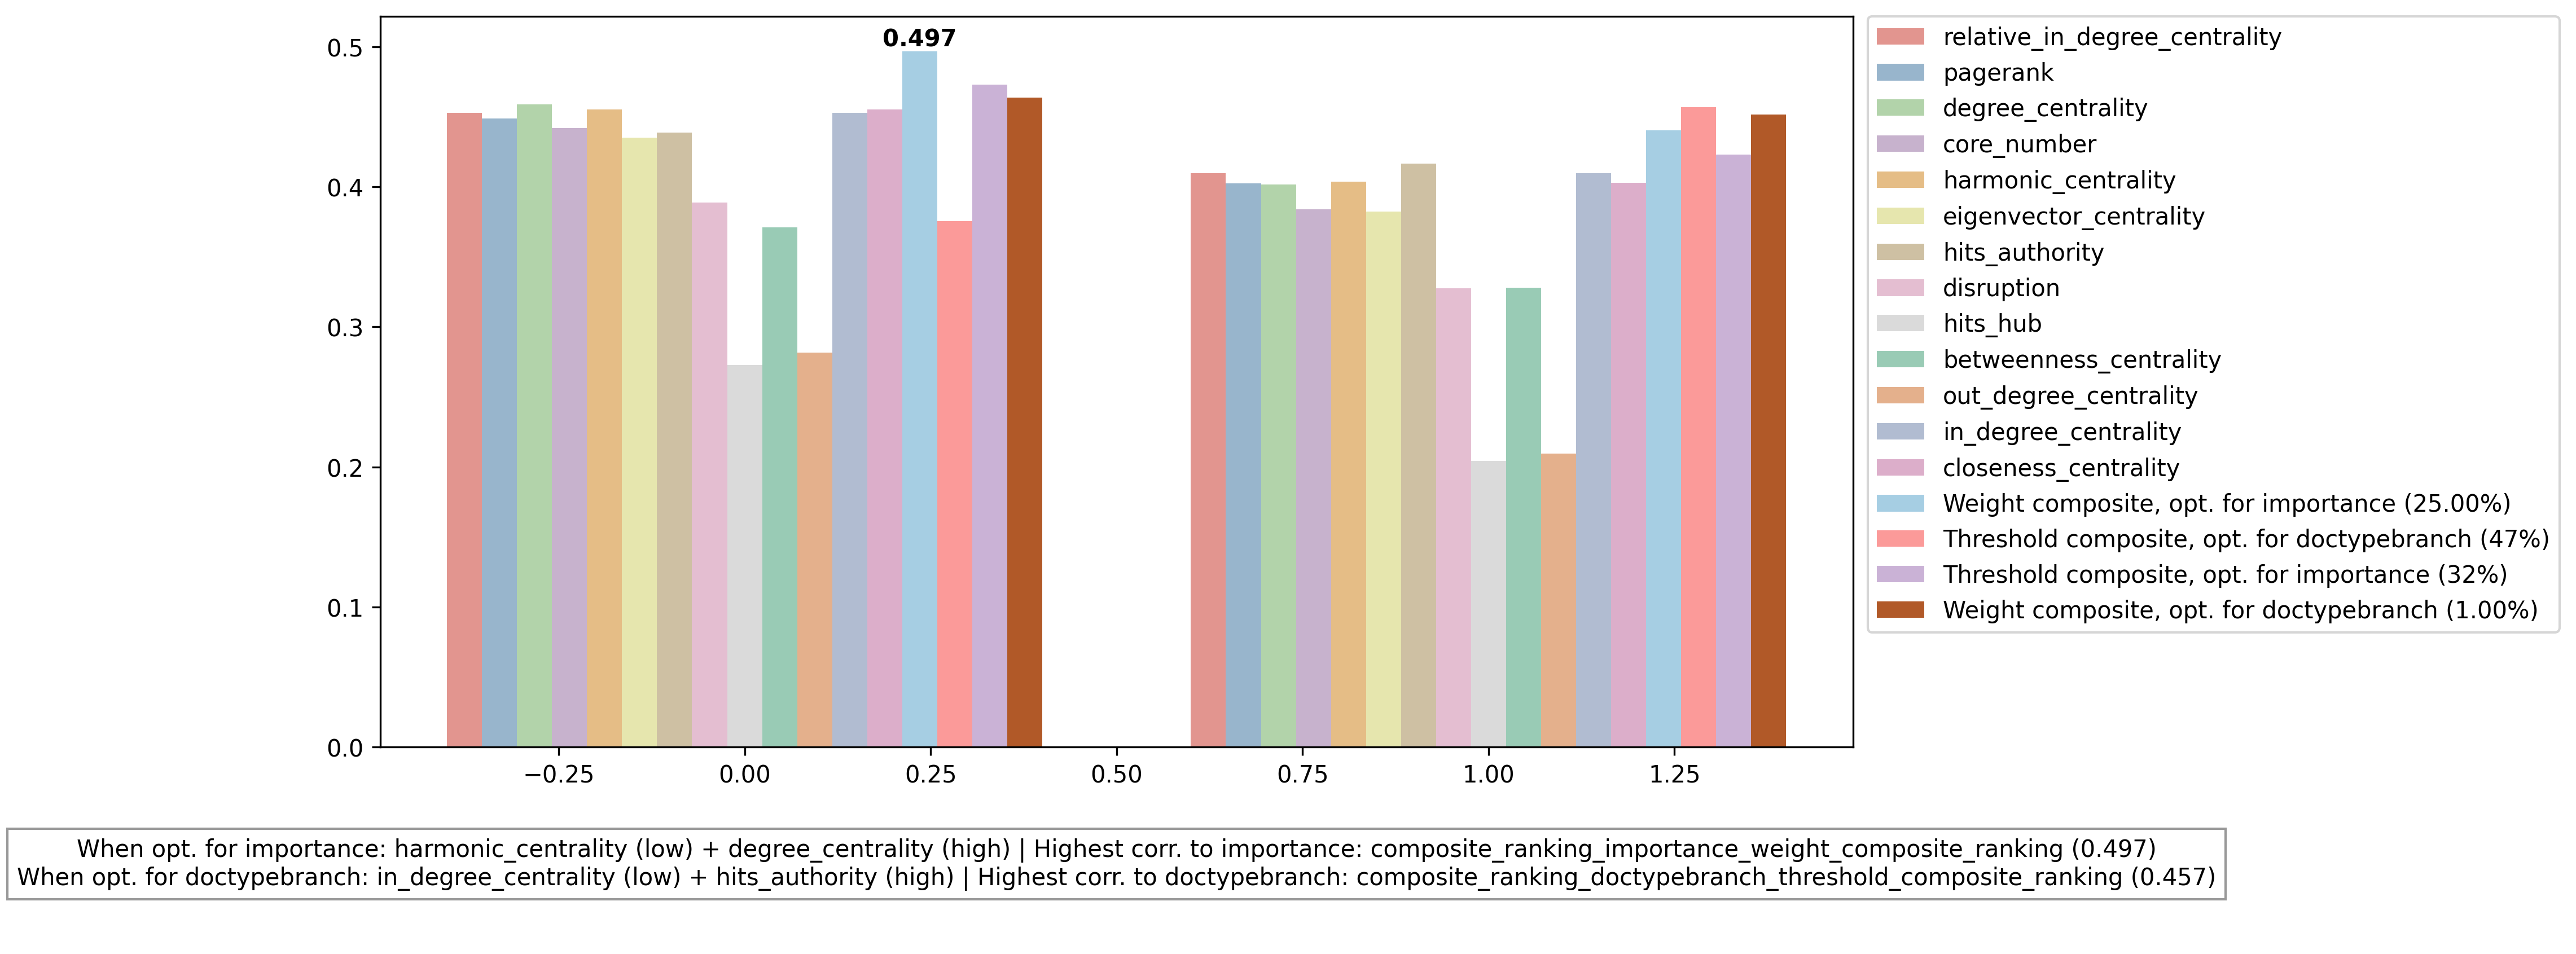 0.497
0.5
0.4
0.3
0.2
0.1
0.0
−0.25
0.00
0.25
0.50
0.75
1.00
1.25
relative_in_degree_centrality
pagerank
degree_centrality
core_number
harmonic_centrality
eigenvector_centrality
hits_authority
disruption
hits_hub
betweenness_centrality
out_degree_centrality
in_degree_centrality
closeness_centrality
Weight composite, opt. for importance (25.00%)
Threshold composite, opt. for doctypebranch (47%)
Threshold composite, opt. for importance (32%)
Weight composite, opt. for doctypebranch (1.00%)
When opt. for importance: harmonic_centrality (low) + degree_centrality (high) | Highest corr. to importance: composite_ranking_importance_weight_composite_ranking (0.497)
When opt. for doctypebranch: in_degree_centrality (low) + hits_authority (high) | Highest corr. to doctypebranch: composite_ranking_doctypebranch_threshold_composite_ranking (0.457)